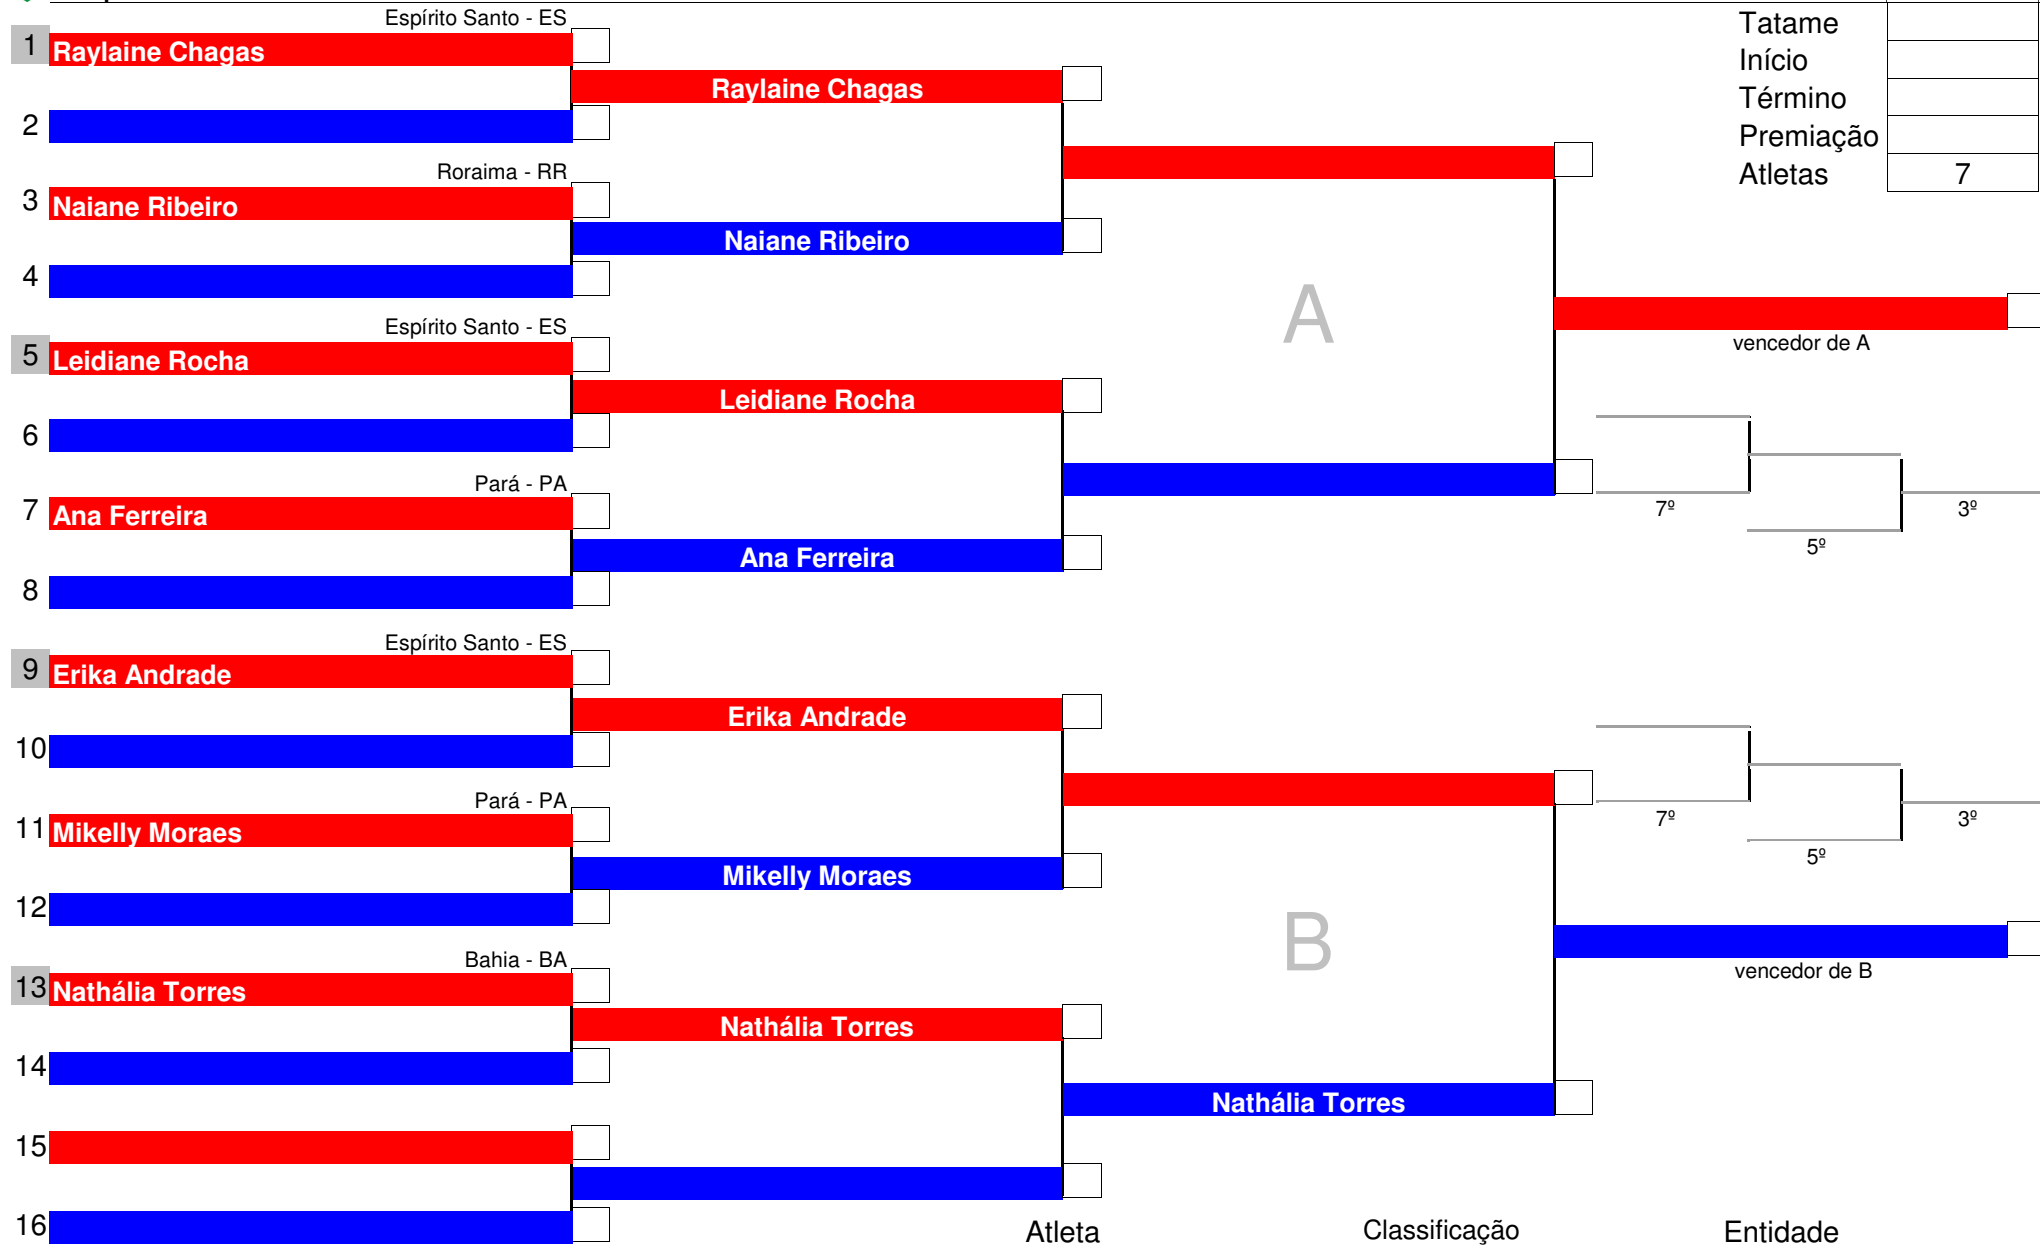 Espírito Santo - ES
1 Raylaine Chagas
Raylaine Chagas
2
Roraima - RR
3 Naiane Ribeiro
Naiane Ribeiro
4
Espírito Santo - ES
5 Leidiane Rocha
Leidiane Rocha
6
Pará - PA
7 Ana Ferreira
Ana Ferreira
8
Espírito Santo - ES
9 Erika Andrade
Erika Andrade
10
Pará - PA
11 Mikelly Moraes
Mikelly Moraes
12
Bahia - BA
13 Nathália Torres
Nathália Torres
14
Nathália Torres
15
16
A
B
Tatame
Início
Término
Premiação
Atletas 7
vencedor de A
7º
3º
5º
7º
3º
5º
vencedor de B
Atleta Classificação Entidade